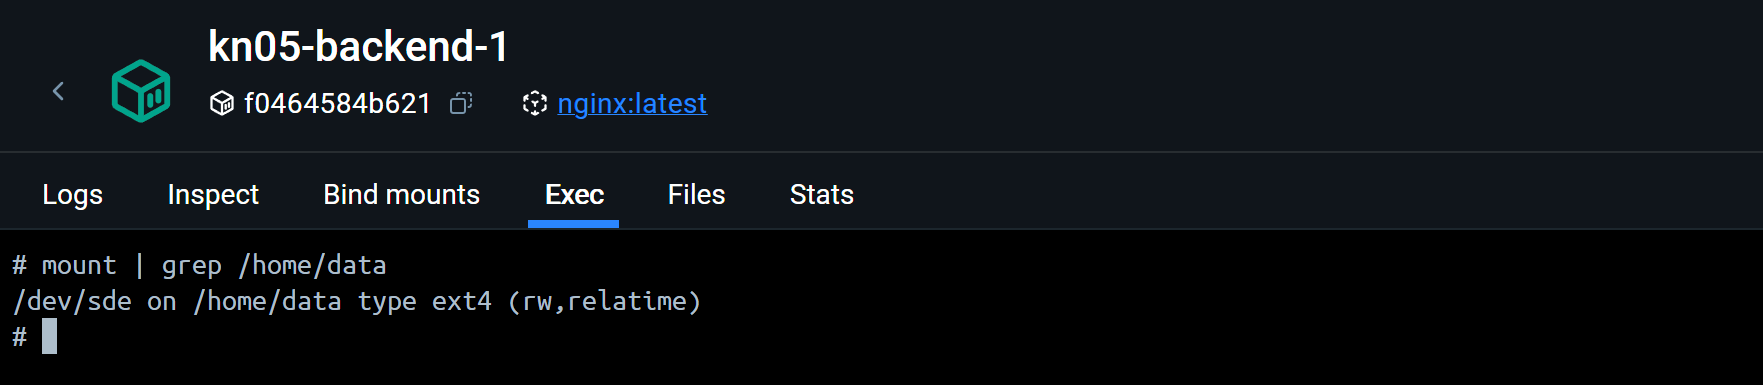 kn05-backend-1
f0464584b621 nginx:latest
Logs Inspect Bind mounts Exec Files Stats
# mount | grep /home/data
/dev/sde on /home/data type ext4 (rw,relatime)
#